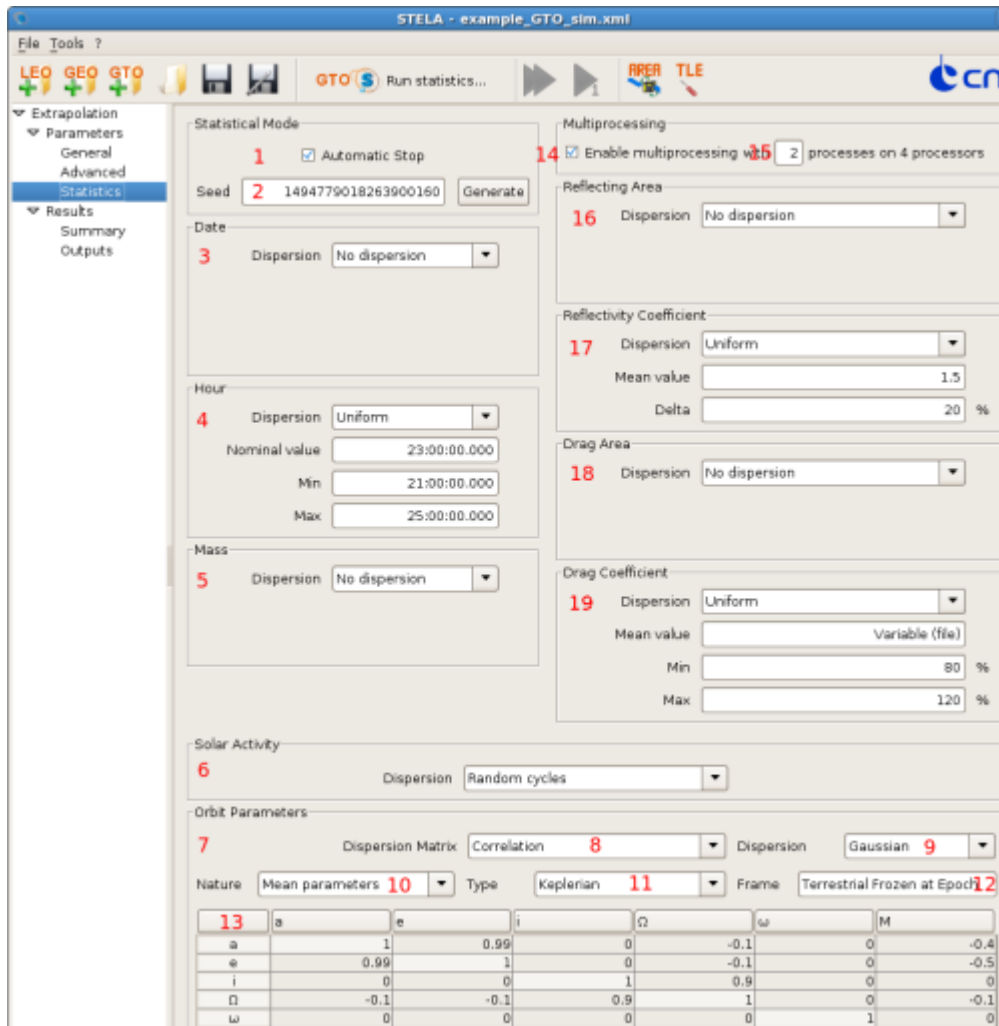 STELA - example_GTO_sim.xml
File Tools ?
LEO GEO GTO GTO S Run statistics... 1 AREA TLE cn
Extrapolation
Parameters
General
Advanced
Statistics
Results
Summary
Outputs
Statistical Mode
1 Automatic Stop
Seed 2 1494779018263900160 Generate
Date
3 Dispersion No dispersion
Hour
4 Dispersion Uniform
Nominal value 23:00:00.000
Min 21:00:00.000
Max 25:00:00.000
Mass
5 Dispersion No dispersion
Multiprocessing
14 Enable multiprocessing with 15 2 processes on 4 processors
Reflecting Area
16 Dispersion No dispersion
Reflectivity Coefficient
17 Dispersion Uniform
Mean value 1.5
Delta 20 %
Drag Area
18 Dispersion No dispersion
Drag Coefficient
19 Dispersion Uniform
Mean value Variable (file)
Min 80 %
Max 120 %
Solar Activity
6 Dispersion Random cycles
Orbit Parameters
7 Dispersion Matrix Correlation 8 Dispersion Gaussian 9
Nature Mean parameters 10 Type Keplerian 11 Frame Terrestrial Frozen at Epoch 12
13 a e i Ω ω M
a 1 0.99 0 -0.1 0 -0.4
e 0.99 1 0 -0.1 0 -0.5
i 0 0 1 0.9 0 0
Ω -0.1 -0.1 0.9 1 0 -0.1
ω 0 0 0 0 1 0